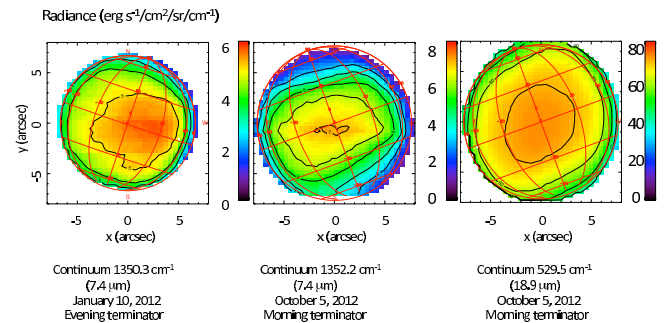 Radiance (erg s-1/cm2/sr/cm-1)
y (arcsec)
5
0
-5
-5 0 5
x (arcsec)
N
S
W
6
4
2
0
-5 0 5
x (arcsec)
8
6
4
2
0
-5 0 5
x (arcsec)
80
60
40
20
0
Continuum 1350.3 cm-1
(7.4 μm)
January 10, 2012
Evening terminator
Continuum 1352.2 cm-1
(7.4 μm)
October 5, 2012
Morning terminator
Continuum 529.5 cm-1
(18.9 μm)
October 5, 2012
Morning terminator